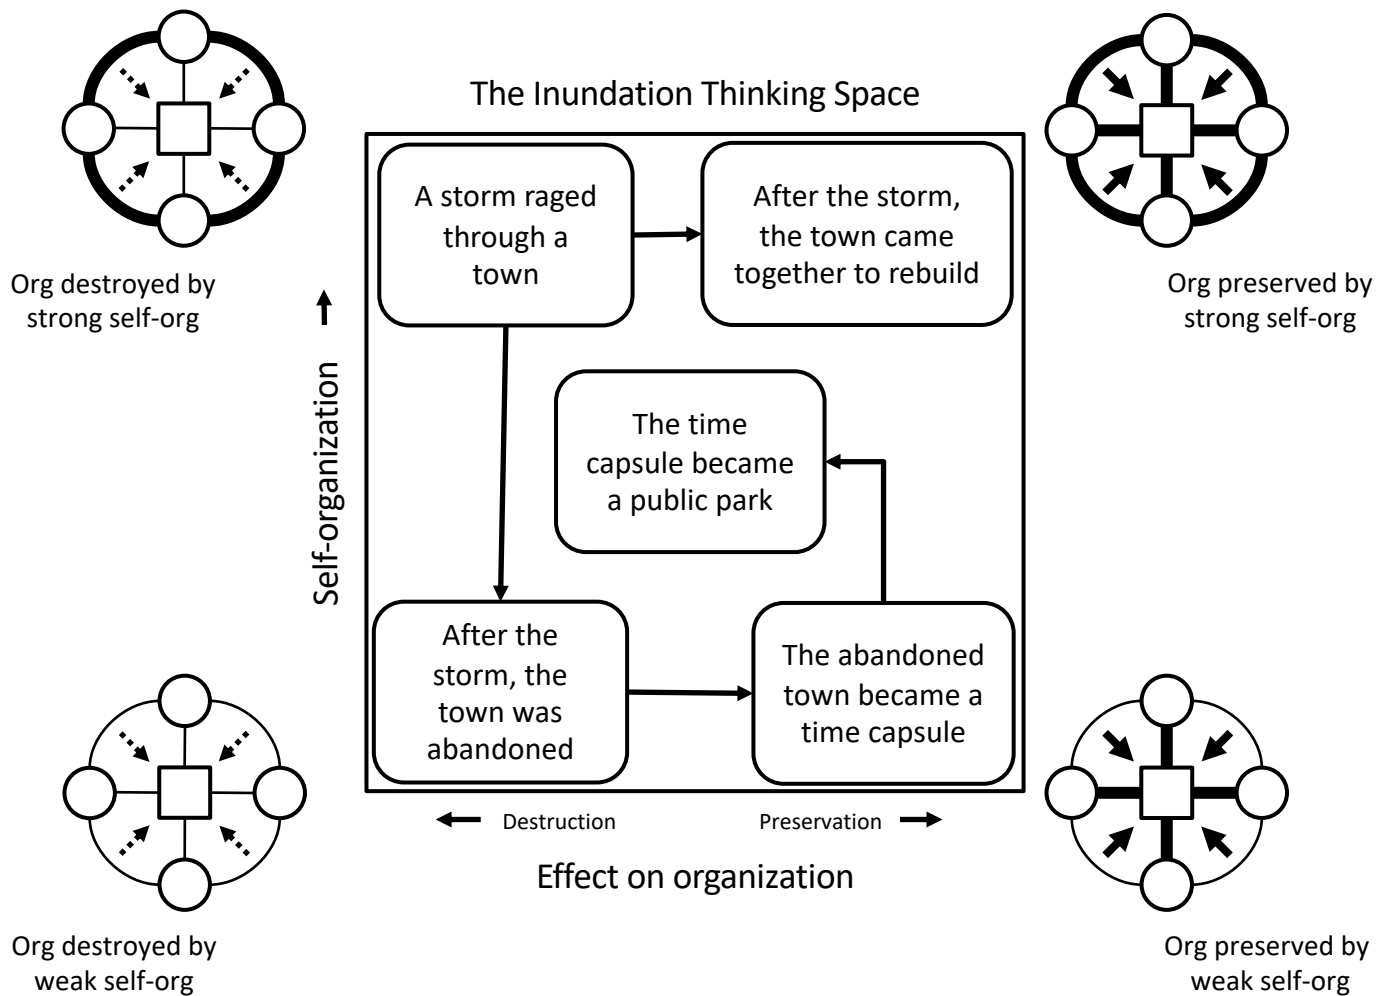 The Inundation Thinking Space
A storm raged
through a
town
After the storm,
the town came
together to rebuild
Org destroyed by
strong self-org
Org preserved by
strong self-org
Self-organization
The time
capsule became
a public park
After the
storm, the
town was
abandoned
The abandoned
town became a
time capsule
Destruction
Preservation
Effect on organization
Org destroyed by
weak self-org
Org preserved by
weak self-org